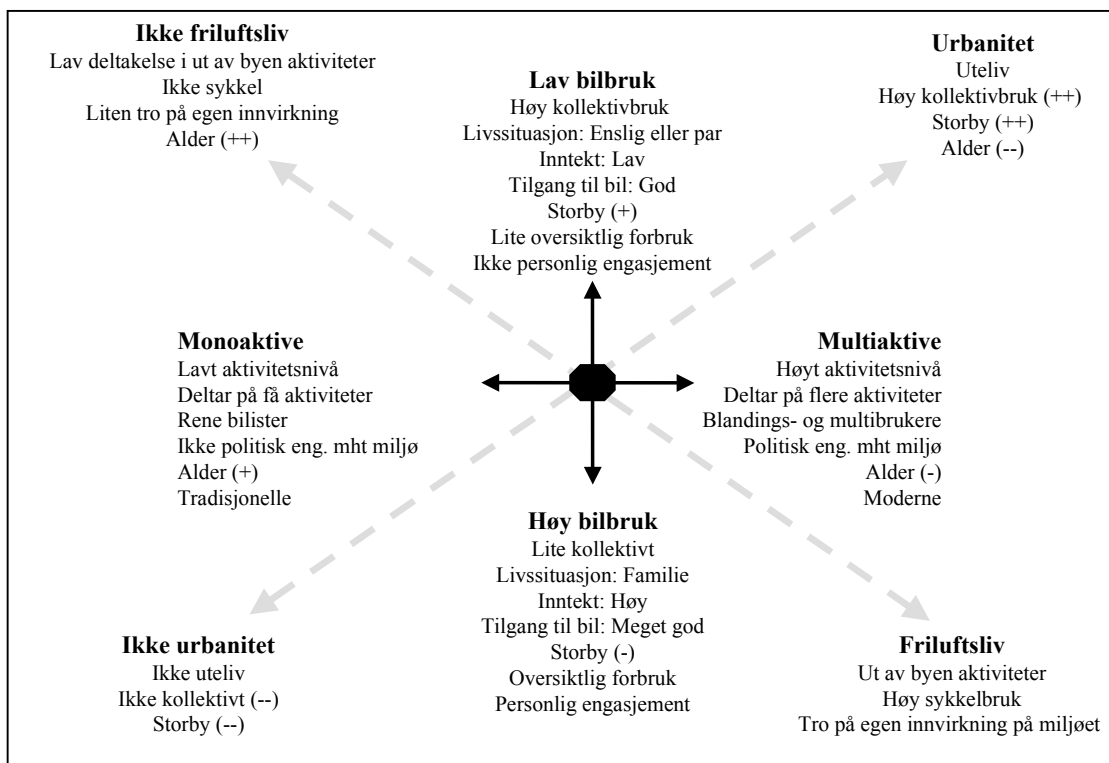 Ikke friluftsliv
Lav deltakelse i ut av byen aktiviteter
Ikke sykkel
Liten tro på egen innvirkning
Alder (++)
Lav bilbruk
Høy kollektivbruk
Livssituasjon: Enslig eller par
Inntekt: Lav
Tilgang til bil: God
Storby (+)
Lite oversiktlig forbruk
Ikke personlig engasjement
Urbanitet
Uteliv
Høy kollektivbruk (++)
Storby (++)
Alder (--)
Monoaktive
Lavt aktivitetsnivå
Deltar på få aktiviteter
Rene bilister
Ikke politisk eng. mht miljø
Alder (+)
Tradisjonelle
Multiaktive
Høyt aktivitetsnivå
Deltar på flere aktiviteter
Blandings- og multibrukere
Politisk eng. mht miljø
Alder (-)
Moderne
Ikke urbanitet
Ikke uteliv
Ikke kollektivt (--)
Storby (--)
Høy bilbruk
Lite kollektivt
Livssituasjon: Familie
Inntekt: Høy
Tilgang til bil: Meget god
Storby (-)
Oversiktlig forbruk
Personlig engasjement
Friluftsliv
Ut av byen aktiviteter
Høy sykkelbruk
Tro på egen innvirkning på miljøet